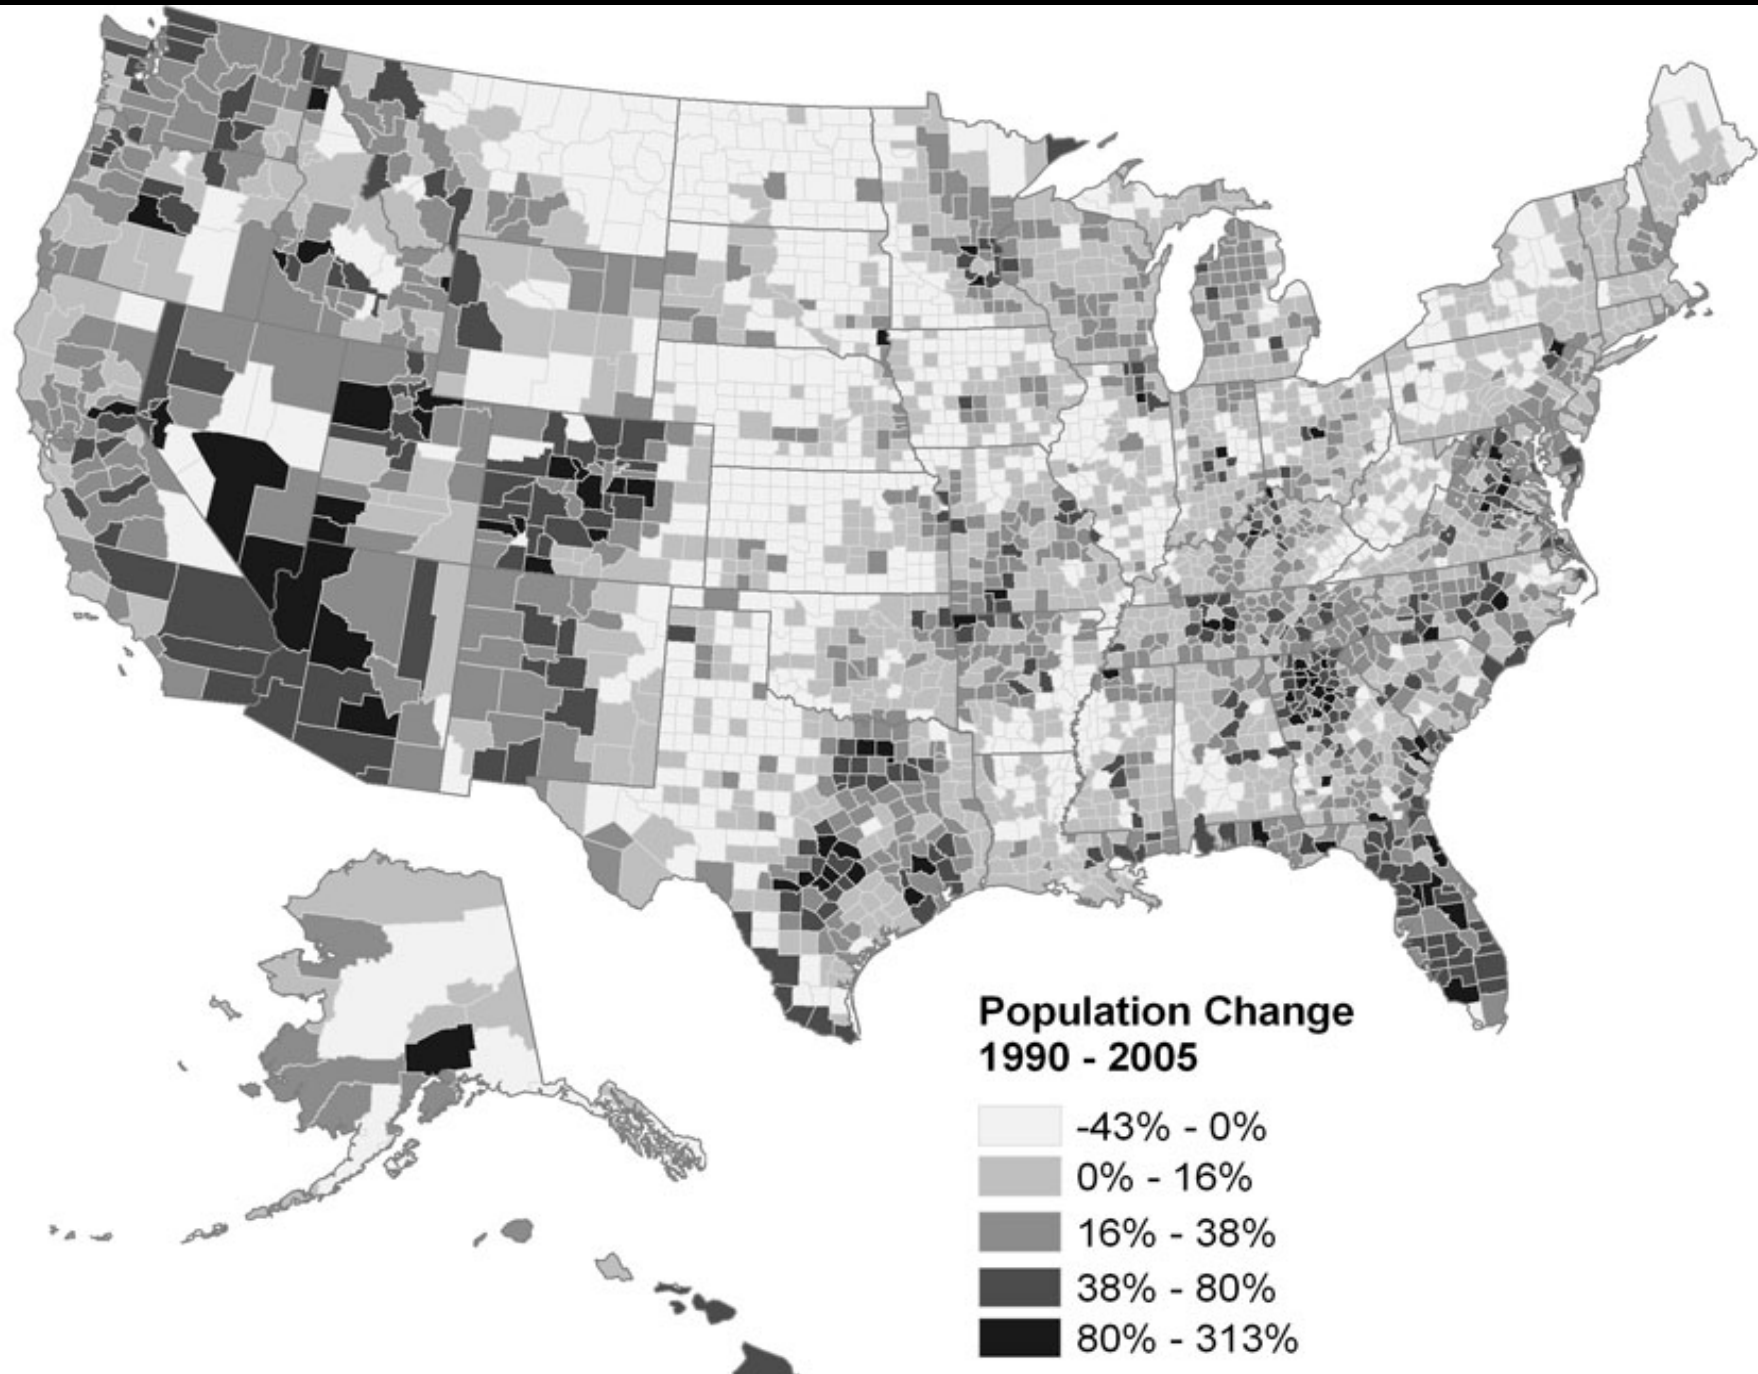 Population Change
1990 - 2005
-43% - 0%
0% - 16%
16% - 38%
38% - 80%
80% - 313%